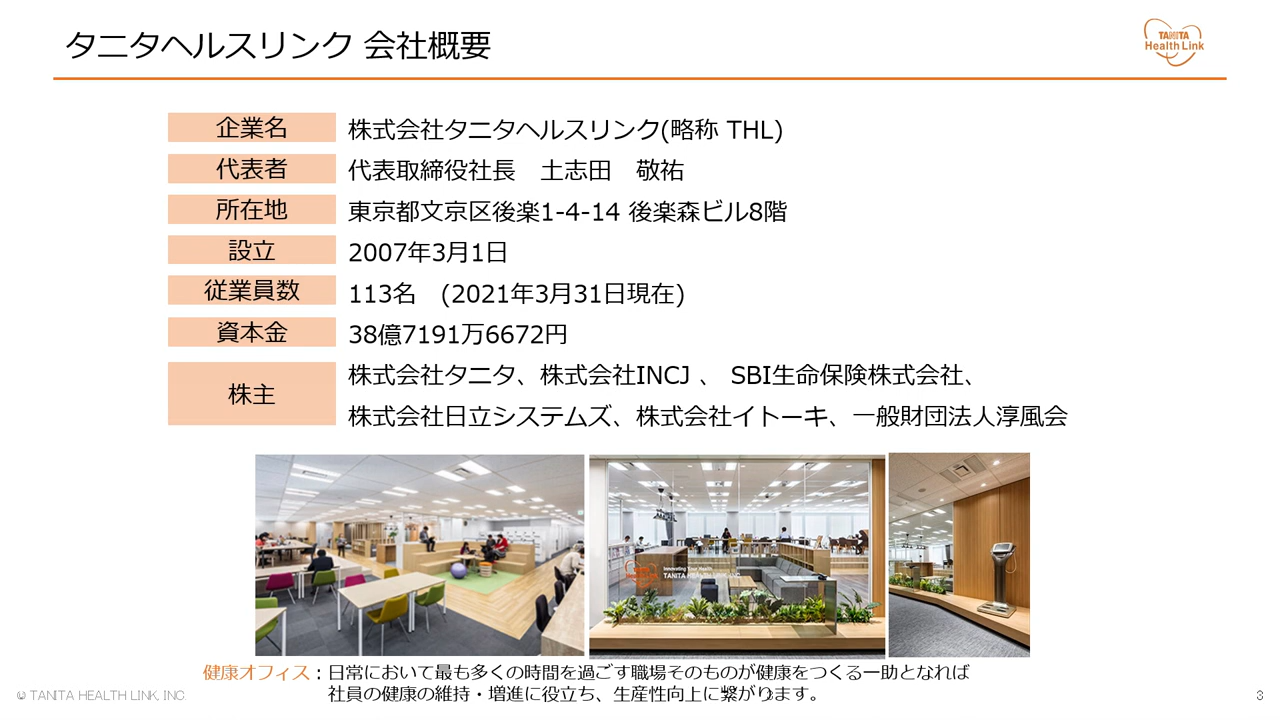 タニタヘルスリンク 会社概要
TANITA
Health Link
企業名
株式会社タニタヘルスリンク(略称 THL)
代表者
代表取締役社長　土志田　敬祐
所在地
東京都文京区後楽1-4-14 後楽森ビル8階
設立
2007年3月1日
従業員数
113名　(2021年3月31日現在)
資本金
38億7191万6672円
株主
株式会社タニタ、株式会社INCJ 、 SBI生命保険株式会社、
株式会社日立システムズ、株式会社イトーキ、一般財団法人淳風会
TANITA
Health Link
Innovating Your Health
TANITA HEALTH LINK, INC.
健康オフィス：日常において最も多くの時間を過ごす職場そのものが健康をつくる一助となれば
社員の健康の維持・増進に役立ち、生産性向上に繋がります。
© TANITA HEALTH LINK, INC.
3